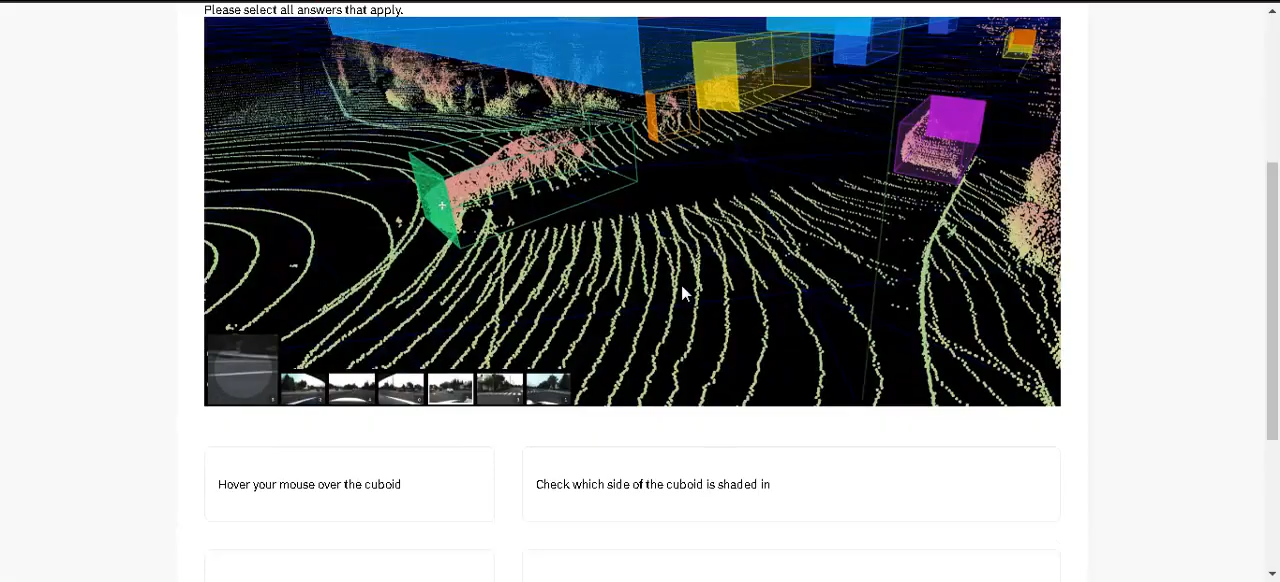 Please select all answers that apply.
Hover your mouse over the cuboid
Check which side of the cuboid is shaded in